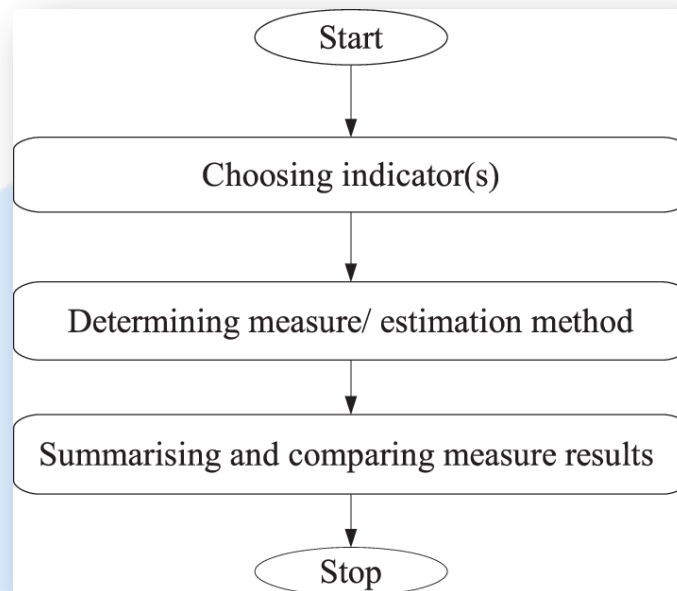 Start
Choosing indicator(s)
Determining measure/ estimation method
Summarising and comparing measure results
Stop